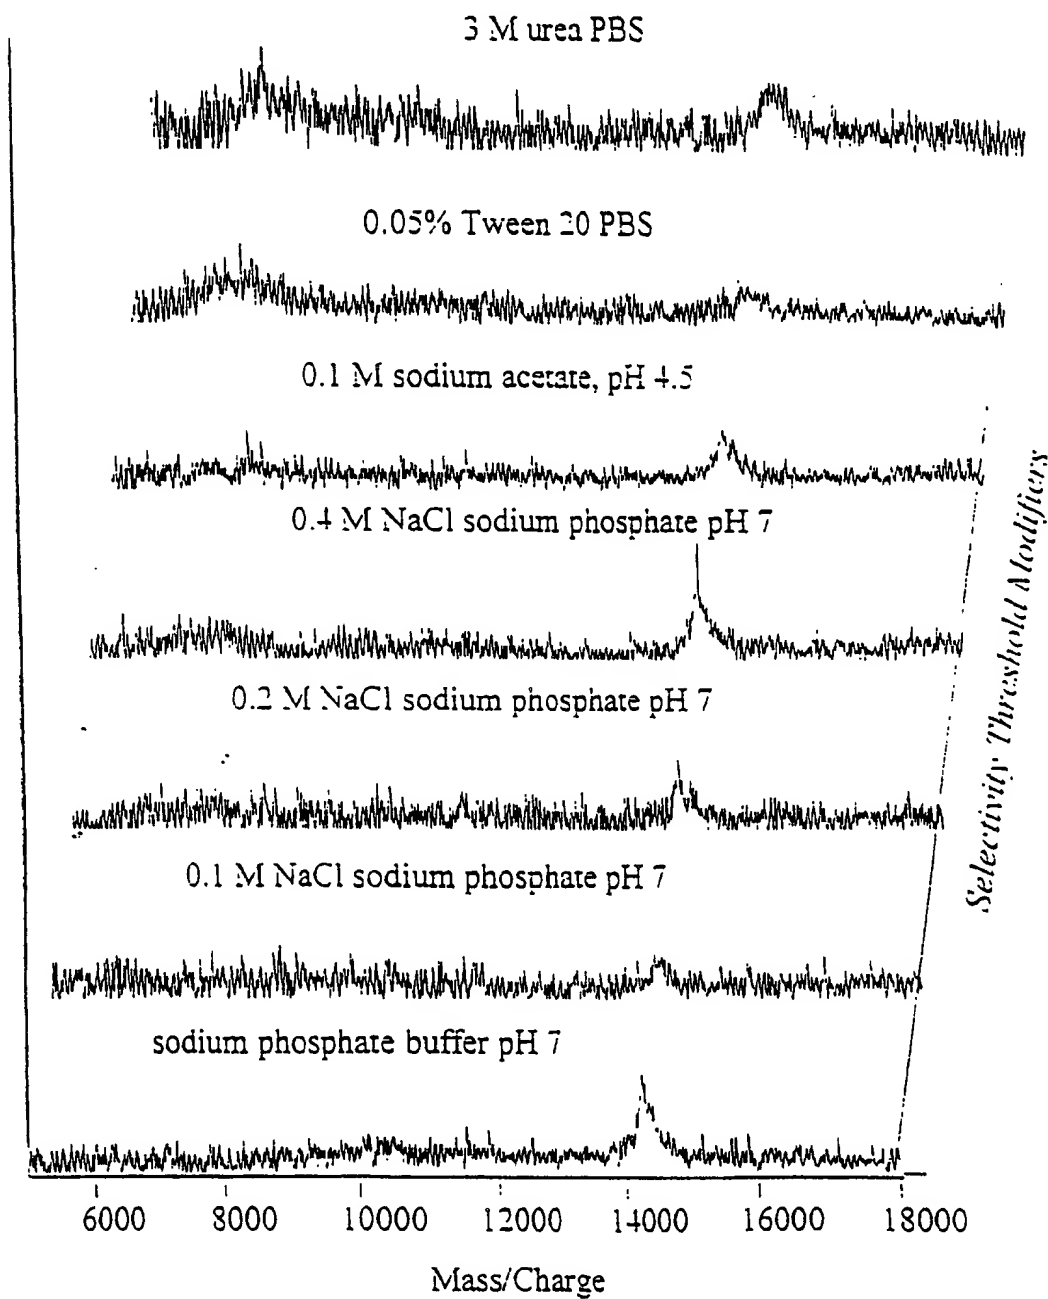 3 M urea PBS
0.05% Tween 20 PBS
0.1 M sodium acetate, pH 4.5
0.4 M NaCl sodium phosphate pH 7
0.2 M NaCl sodium phosphate pH 7
0.1 M NaCl sodium phosphate pH 7
sodium phosphate buffer pH 7
Selectivity Threshold Modifiers
6000 8000 10000 12000 14000 16000 18000
Mass/Charge